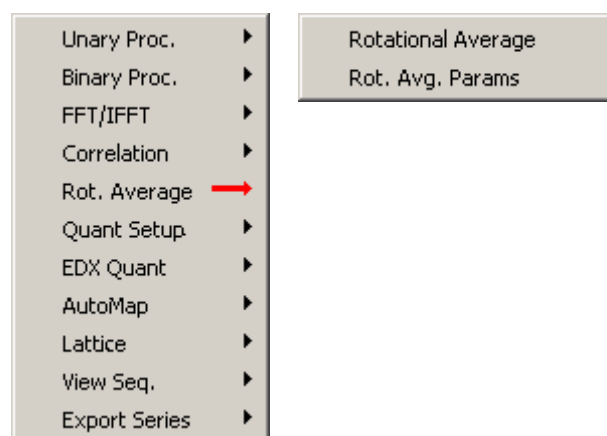 Unary Proc.
Binary Proc.
FFT/IFFT
Correlation
Rot. Average
Quant Setup
EDX Quant
AutoMap
Lattice
View Seq.
Export Series
Rotational Average
Rot. Avg. Params